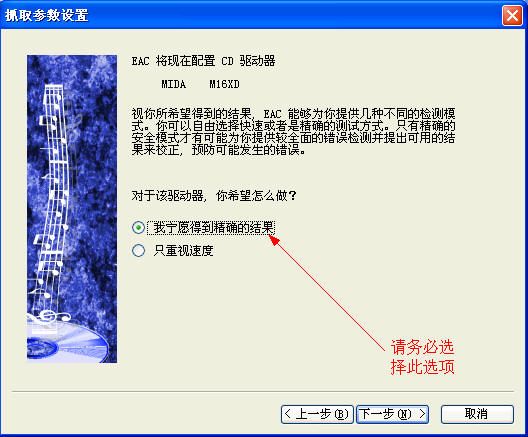 抓取参数设置
EAC 将现在配置 CD 驱动器
MIDA M16XD
视你所希望得到的结果, EAC 能够为你提供几种不同的检测模
式。你可以自由选择快速或者是精确的测试方式。只有精确的
安全模式才有可能为你提供较全面的错误检测并提出可用的结
果来校正, 预防可能发生的错误。
对于该驱动器, 你希望怎么做?
我宁愿得到精确的结果
只重视速度
请务必选
择此选项
< 上一步(B)
下一步(N) >
取消